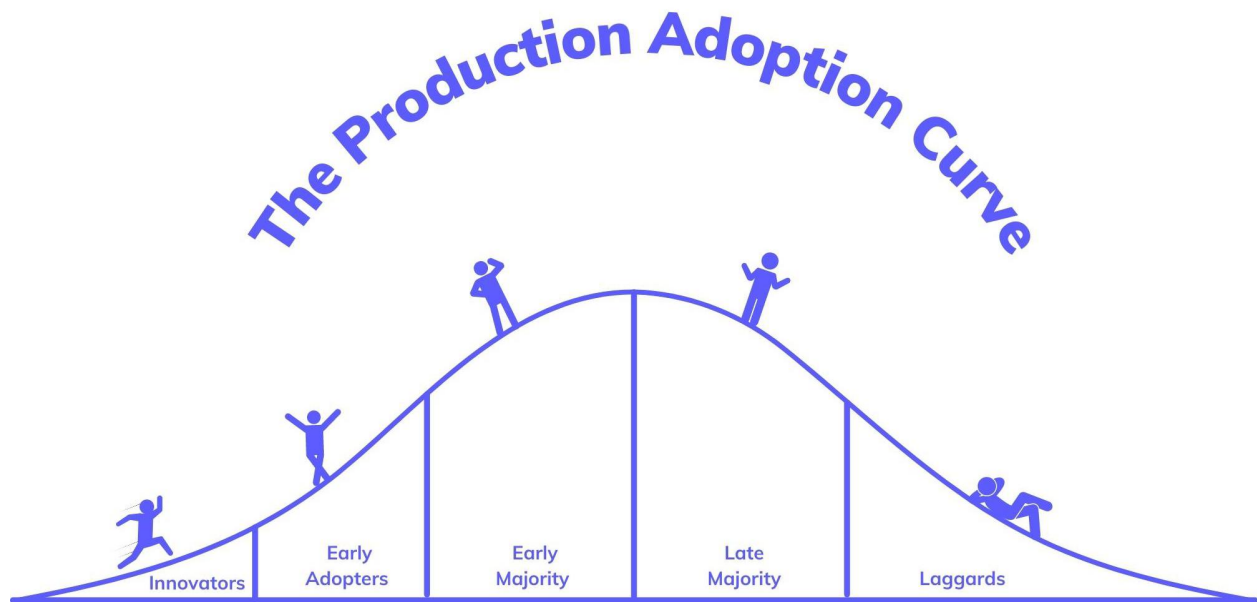 The Production Adoption Curve
Innovators
Early
Adopters
Early
Majority
Late
Majority
Laggards